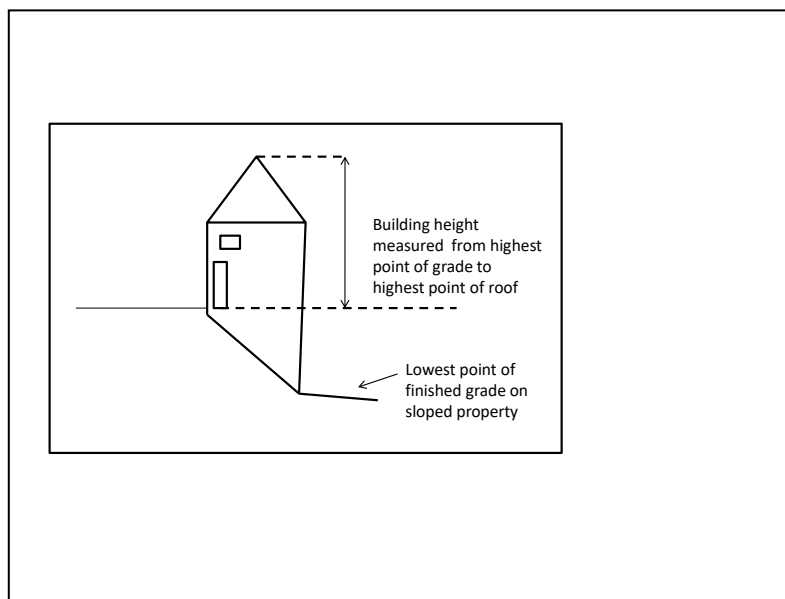 Building height
measured from highest
point of grade to
highest point of roof
Lowest point of
finished grade on
sloped property